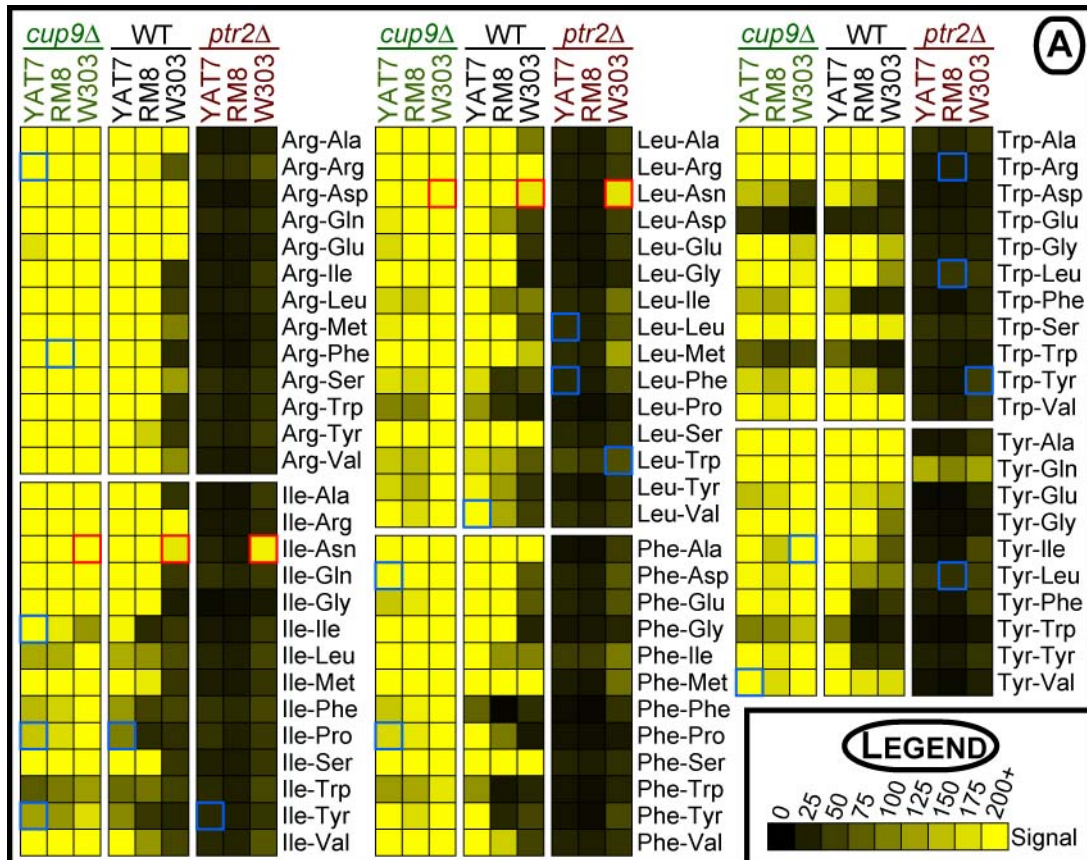 cup9Δ WT ptr2Δ
YAT7 RM8 W303 YAT7 RM8 W303 YAT7 RM8 W303
Arg-Ala
Arg-Arg
Arg-Asp
Arg-Gln
Arg-Glu
Arg-Ile
Arg-Leu
Arg-Met
Arg-Phe
Arg-Ser
Arg-Trp
Arg-Tyr
Arg-Val
Ile-Ala
Ile-Arg
Ile-Asn
Ile-Gln
Ile-Gly
Ile-Ile
Ile-Leu
Ile-Met
Ile-Phe
Ile-Pro
Ile-Ser
Ile-Trp
Ile-Tyr
Ile-Val
cup9Δ WT ptr2Δ
YAT7 RM8 W303 YAT7 RM8 W303 YAT7 RM8 W303
Leu-Ala
Leu-Arg
Leu-Asn
Leu-Asp
Leu-Glu
Leu-Gly
Leu-Ile
Leu-Leu
Leu-Met
Leu-Phe
Leu-Pro
Leu-Ser
Leu-Trp
Leu-Tyr
Leu-Val
Phe-Ala
Phe-Asp
Phe-Glu
Phe-Gly
Phe-Ile
Phe-Met
Phe-Phe
Phe-Pro
Phe-Ser
Phe-Trp
Phe-Tyr
Phe-Val
cup9Δ WT ptr2Δ
YAT7 RM8 W303 YAT7 RM8 W303 YAT7 RM8 W303
A
Trp-Ala
Trp-Arg
Trp-Asp
Trp-Glu
Trp-Gly
Trp-Leu
Trp-Phe
Trp-Ser
Trp-Trp
Trp-Tyr
Trp-Val
Tyr-Ala
Tyr-Gln
Tyr-Glu
Tyr-Gly
Tyr-Ile
Tyr-Leu
Tyr-Phe
Tyr-Trp
Tyr-Tyr
Tyr-Val
LEGEND
0 25 50 75 100 125 150 175 200+
Signal